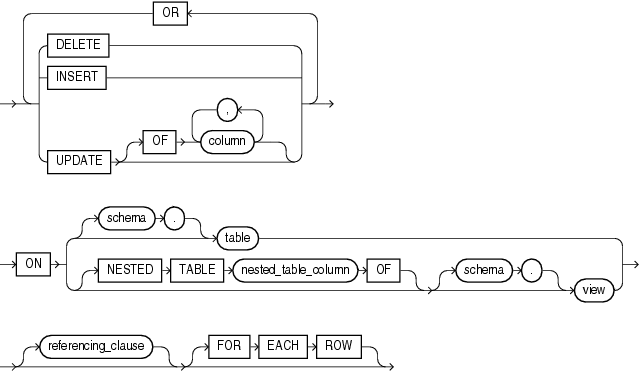 OR
DELETE
INSERT
,
UPDATE OF column
schema .
ON table
NESTED TABLE nested_table_column OF schema .
view
referencing_clause FOR EACH ROW